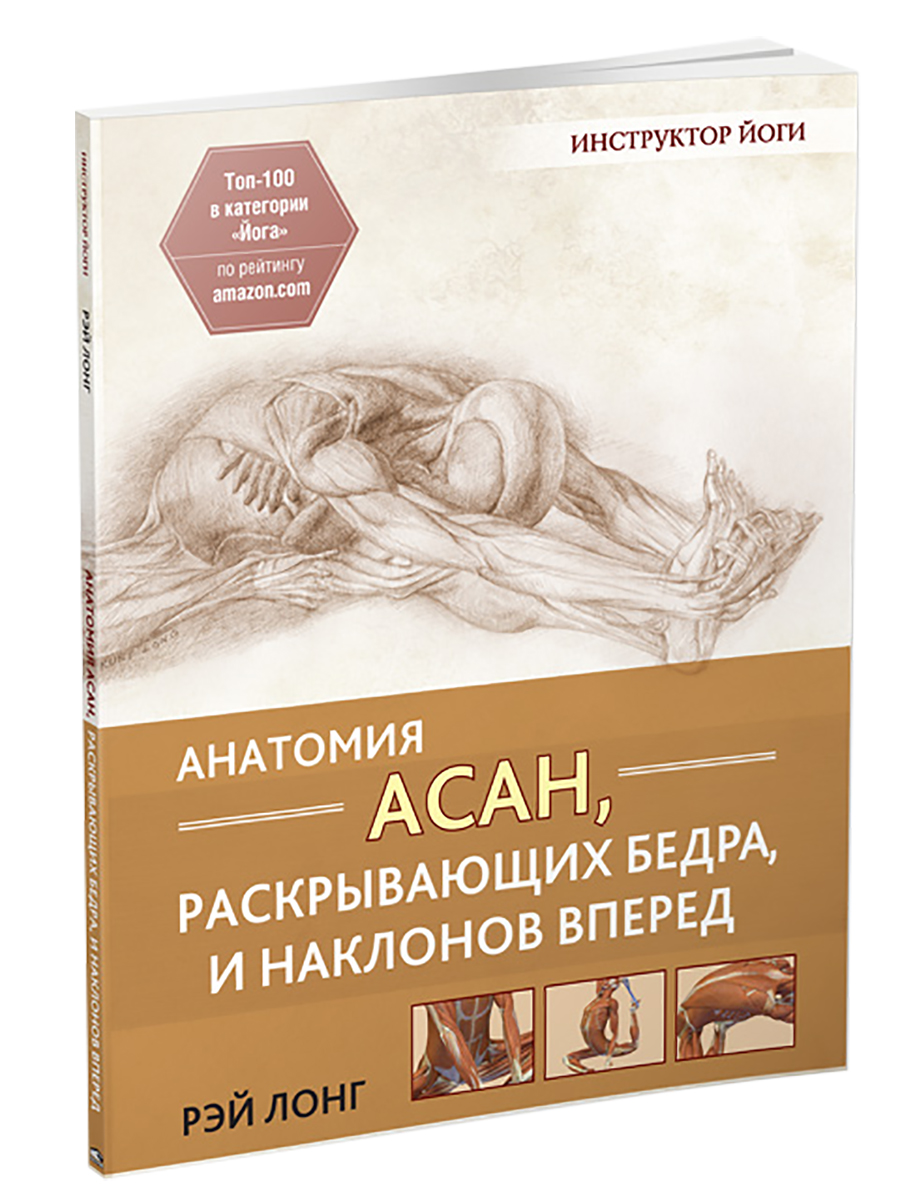 ИНСТРУКТОР ЙОГИ
Топ-100
в категории
«Йога»
по рейтингу
amazon.com
АНАТОМИЯ
АСАН,
РАСКРЫВАЮЩИХ БЕДРА,
И НАКЛОНОВ ВПЕРЕД
РЭЙ ЛОНГ
ИНСТРУКТОР ЙОГИ
РЭЙ ЛОНГ
АНАТОМИЯ АСАН, РАСКРЫВАЮЩИХ БЕДРА, И НАКЛОНОВ ВПЕРЕД